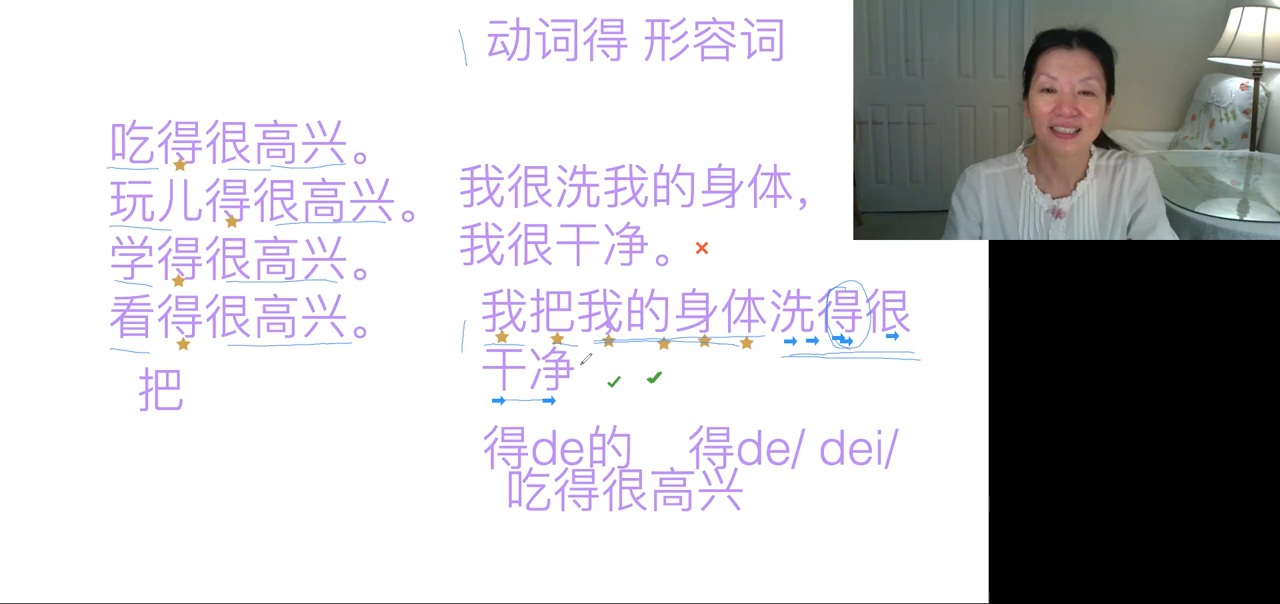 动词得 形容词
吃得很高兴。
玩儿得很高兴。
学得很高兴。
看得很高兴。
把
我很洗我的身体，
我很干净。
我把我的身体洗得很
干净
得de的 得de/ dei/
吃得很高兴